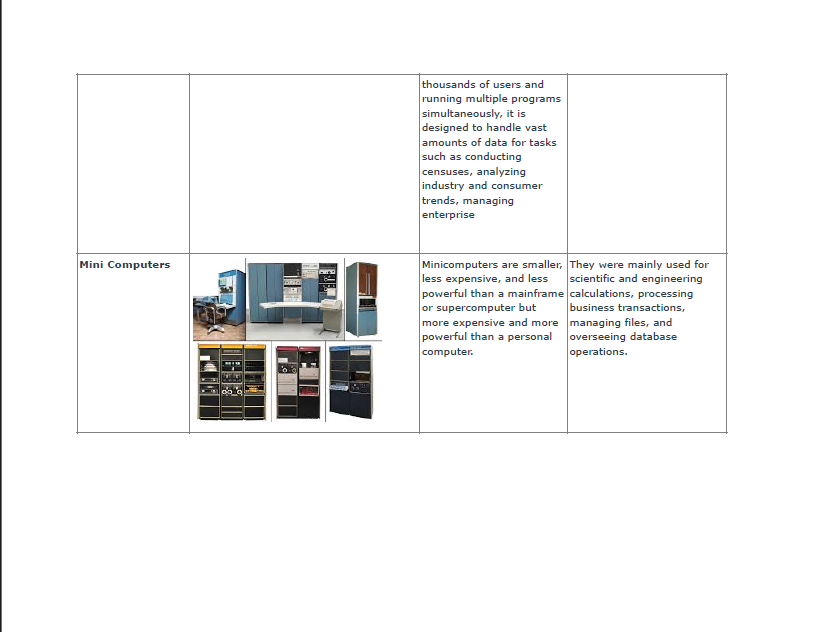 thousands of users and
running multiple programs
simultaneously, it is
designed to handle vast
amounts of data for tasks
such as conducting
censuses, analyzing
industry and consumer
trends, managing
enterprise
Mini Computers
Minicomputers are smaller,
less expensive, and less
powerful than a mainframe
or supercomputer but
more expensive and more
powerful than a personal
computer.
They were mainly used for
scientific and engineering
calculations, processing
business transactions,
managing files, and
overseeing database
operations.